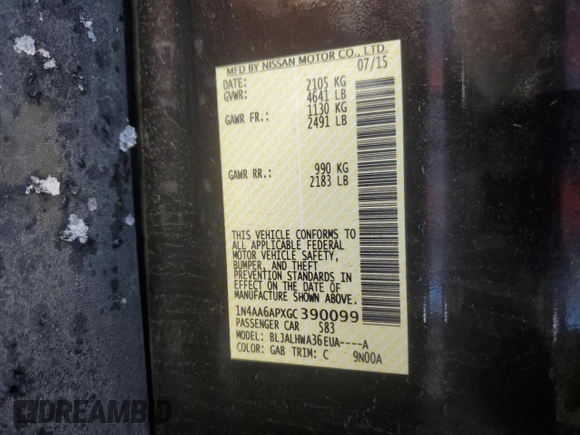 MFD BY NISSAN MOTOR CO., LTD.
DATE: 07/15
GVWR: 2105 KG
4641 LB
GAWR FR.: 1130 KG
2491 LB
GAWR RR.: 990 KG
2183 LB
THIS VEHICLE CONFORMS TO
ALL APPLICABLE FEDERAL
MOTOR VEHICLE SAFETY,
BUMPER, AND THEFT
PREVENTION STANDARDS IN
EFFECT ON THE DATE OF
MANUFACTURE SHOWN ABOVE.
1N4AA6APXGC390099
PASSENGER CAR 583
MODEL: BLJALHWA36EUA----A
COLOR: GAB TRIM: C 9N00A
DREAMBID